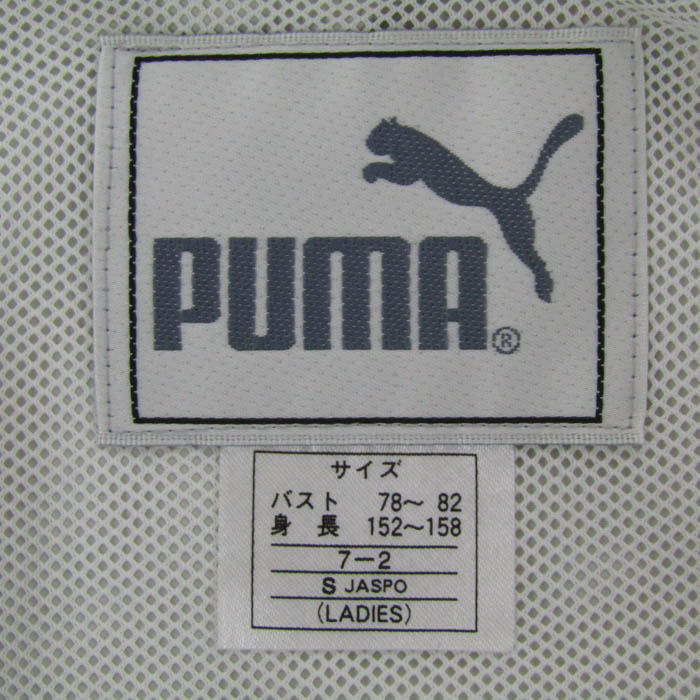 PUMA®
サイズ
バスト 78〜 82
身 長 152〜158
7−2
S JASPO
(LADIES)